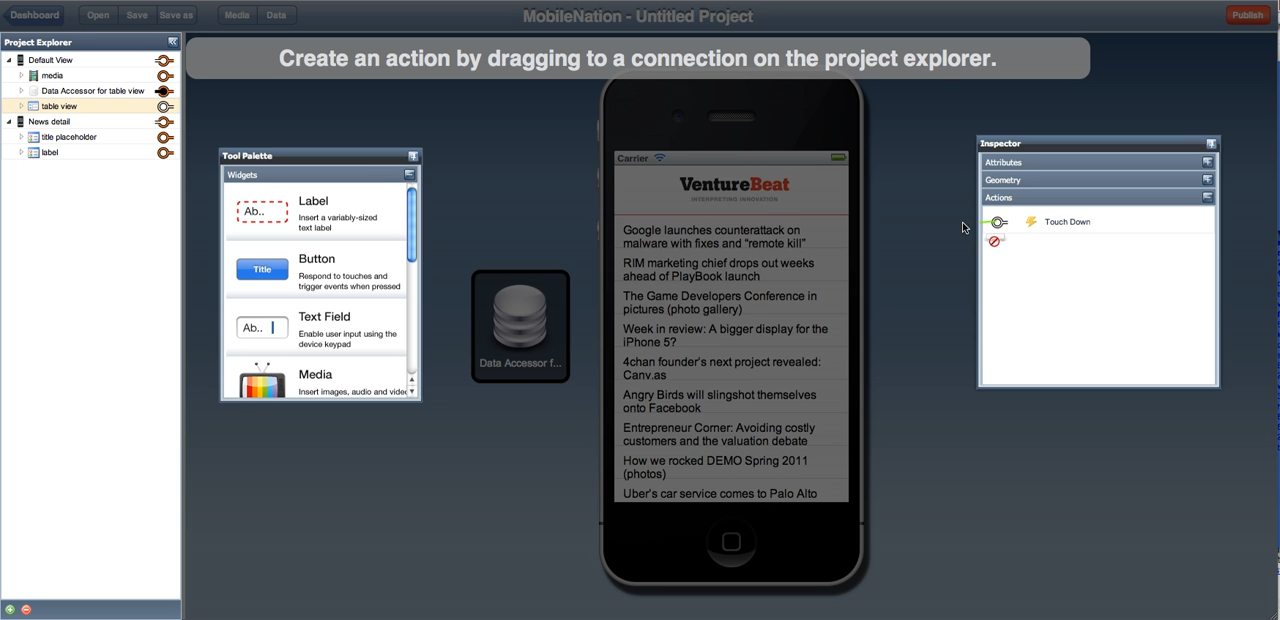 Dashboard
Open
Save
Save as
Media
Data
MobileNation - Untitled Project
Publish
Project Explorer
Default View
media
Data Accessor for table view
table view
News detail
title placeholder
label
Create an action by dragging to a connection on the project explorer.
Tool Palette
Widgets
Ab..
Label
Insert a variably-sized
text label
Title
Button
Respond to touches and
trigger events when pressed
Ab..
Text Field
Enable user input using the
device keypad
Media
Insert images, audio and video
Data Accessor f...
Carrier
VentureBeat
INTERPRETING INNOVATION
Google launches counterattack on
malware with fixes and “remote kill”
RIM marketing chief drops out weeks
ahead of PlayBook launch
The Game Developers Conference in
pictures (photo gallery)
Week in review: A bigger display for the
iPhone 5?
4chan founder’s next project revealed:
Canv.as
Angry Birds will slingshot themselves
onto Facebook
Entrepreneur Corner: Avoiding costly
customers and the valuation debate
How we rocked DEMO Spring 2011
(photos)
Uber’s car service comes to Palo Alto
Inspector
Attributes
Geometry
Actions
Touch Down